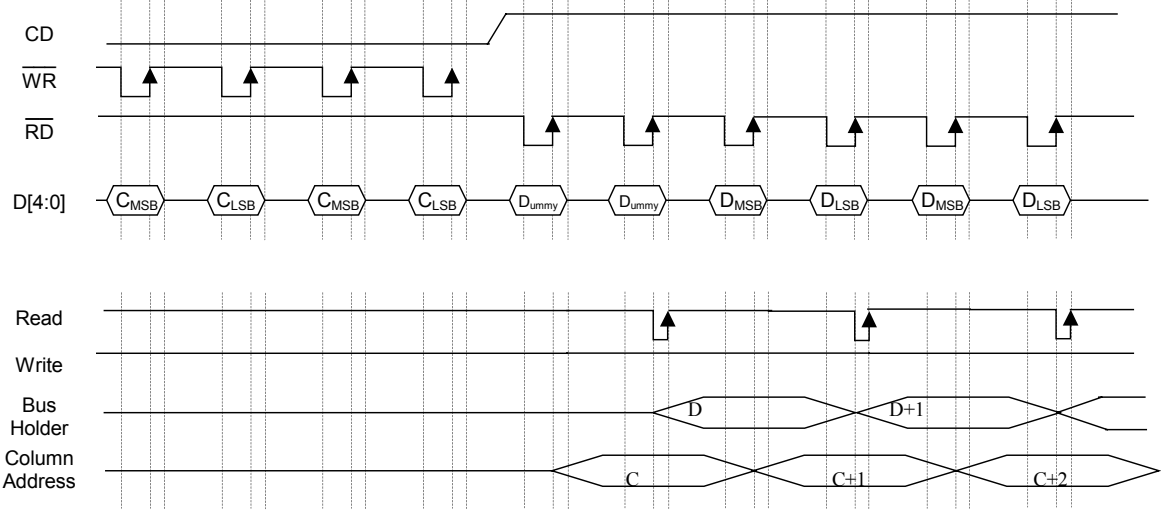 CD
WR
RD
D[4:0] CMSB CLSB CMSB CLSB Dummy Dummy DMSB DLSB DMSB DLSB
Read
Write
Bus
Holder
D D+1
Column
Address
C C+1 C+2